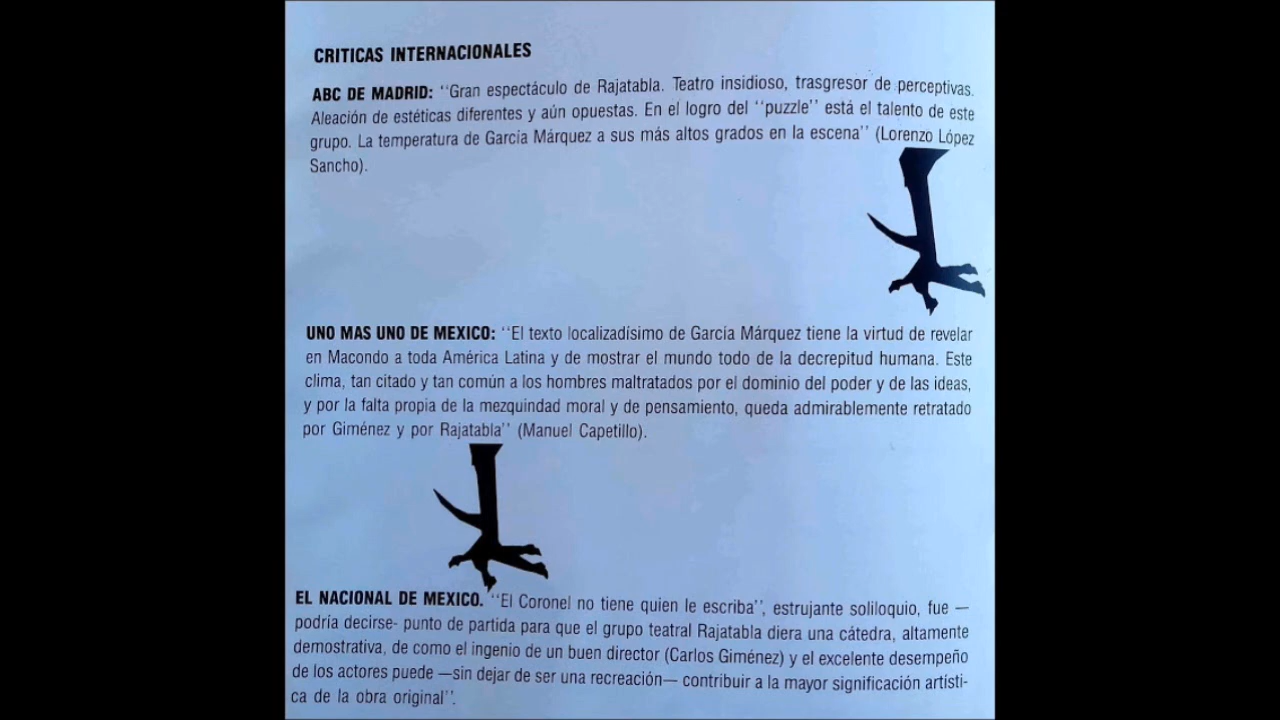 CRITICAS INTERNACIONALES
ABC DE MADRID: ‘‘Gran espectáculo de Rajatabla. Teatro insidioso, trasgresor de perceptivas.
Aleación de estéticas diferentes y aún opuestas. En el logro del ‘‘puzzle’’ está el talento de este
grupo. La temperatura de García Márquez a sus más altos grados en la escena’’ (Lorenzo López
Sancho).
UNO MAS UNO DE MEXICO: ‘‘El texto localizadísimo de García Márquez tiene la virtud de revelar
en Macondo a toda América Latina y de mostrar el mundo todo de la decrepitud humana. Este
clima, tan citado y tan común a los hombres maltratados por el dominio del poder y de las ideas,
y por la falta propia de la mezquindad moral y de pensamiento, queda admirablemente retratado
por Giménez y por Rajatabla’’ (Manuel Capetillo).
EL NACIONAL DE MEXICO. ‘‘El Coronel no tiene quien le escriba’’, estrujante soliloquio, fue —
podría decirse- punto de partida para que el grupo teatral Rajatabla diera una cátedra, altamente
demostrativa, de como el ingenio de un buen director (Carlos Giménez) y el excelente desempeño
de los actores puede —sin dejar de ser una recreación— contribuir a la mayor significación artísti-
ca de la obra original’’.